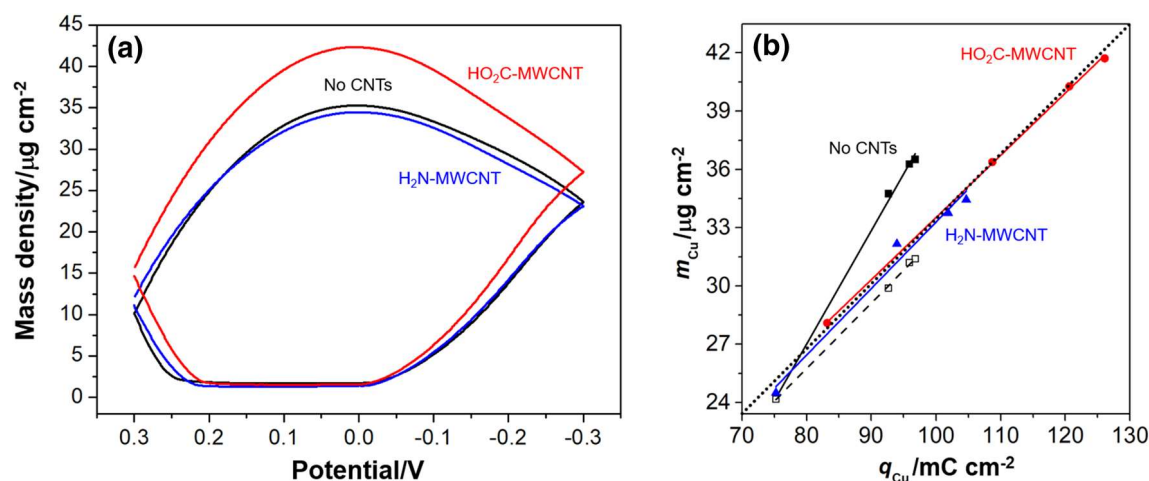 (a)
Mass density/µg cm⁻²
45
40
35
30
25
20
15
10
5
0
HO₂C-MWCNT
No CNTs
H₂N-MWCNT
0.3
0.2
0.1
0.0
-0.1
-0.2
-0.3
Potential/V
(b)
m_Cu/µg cm⁻²
42
39
36
33
30
27
24
HO₂C-MWCNT
No CNTs
H₂N-MWCNT
70
80
90
100
110
120
130
q_Cu/mC cm⁻²